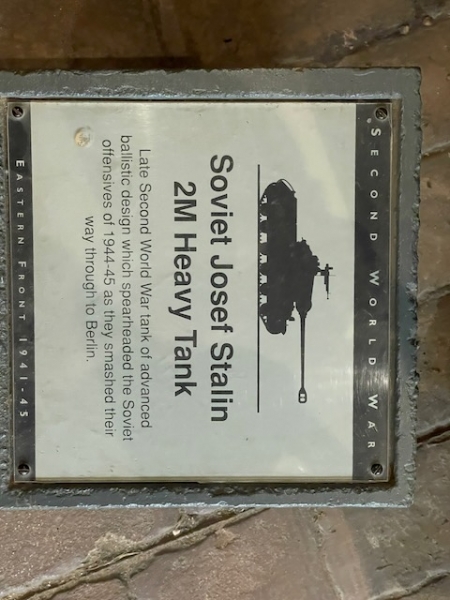 SECOND WORLD WAR
Soviet Josef Stalin
2M Heavy Tank
Late Second World War tank of advanced
ballistic design which spearheaded the Soviet
offensives of 1944-45 as they smashed their
way through to Berlin.
EASTERN FRONT 1941-45